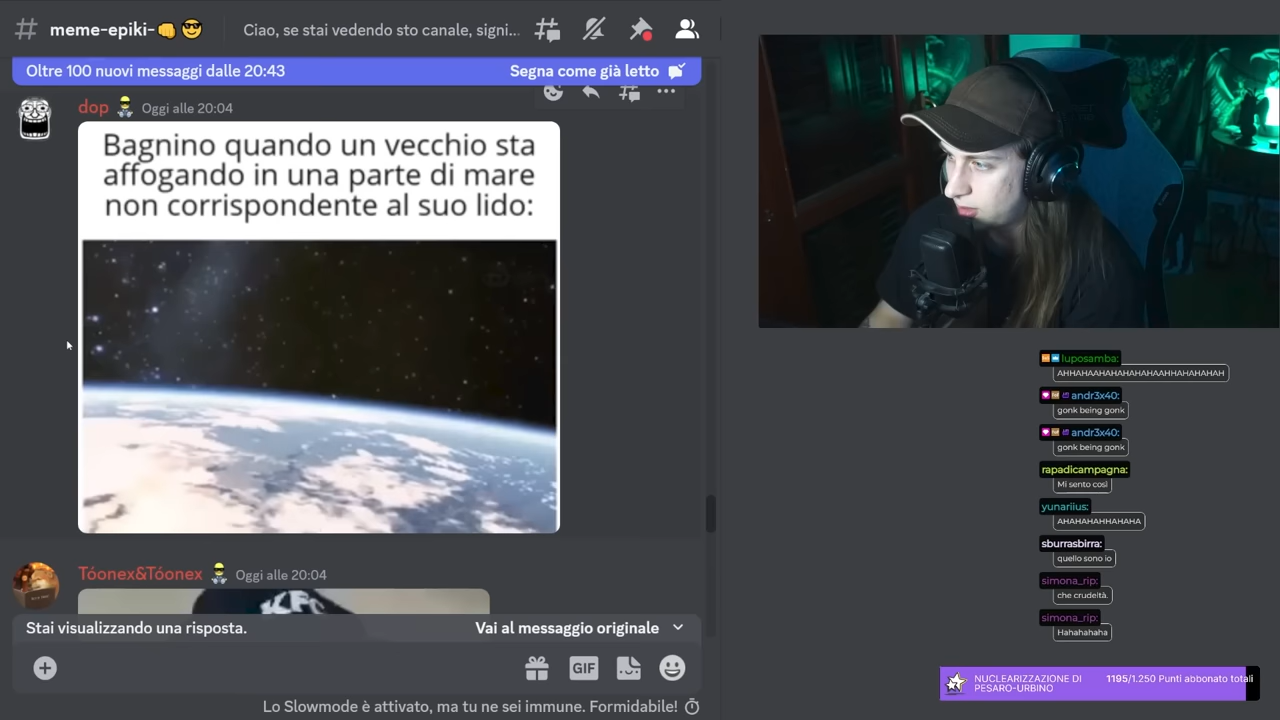 meme-epiki-👊😎
Ciao, se stai vedendo sto canale, signi...
Oltre 100 nuovi messaggi dalle 20:43
Segna come già letto
dop
Oggi alle 20:04
Bagnino quando un vecchio sta
affogando in una parte di mare
non corrispondente al suo lido:
Tóonex&Tóonex
Oggi alle 20:04
KFC
Stai visualizzando una risposta.
Vai al messaggio originale
GIF
Lo Slowmode è attivato, ma tu ne sei immune. Formidabile!
luposamba:
AHHAHAAHAHAHAHAHAAHHAHAHAHAH
andr3x40:
gonk being gonk
andr3x40:
gonk being gonk
rapadicampagna:
Mi sento così
yunariius:
AHAHAHAHHAHAHA
sburrasbirra:
quello sono io
simona_rip:
che crudeltà.
simona_rip:
Hahahahaha
NUCLEARIZZAZIONE DI
PESARO-URBINO
1195/1.250 Punti abbonato totali